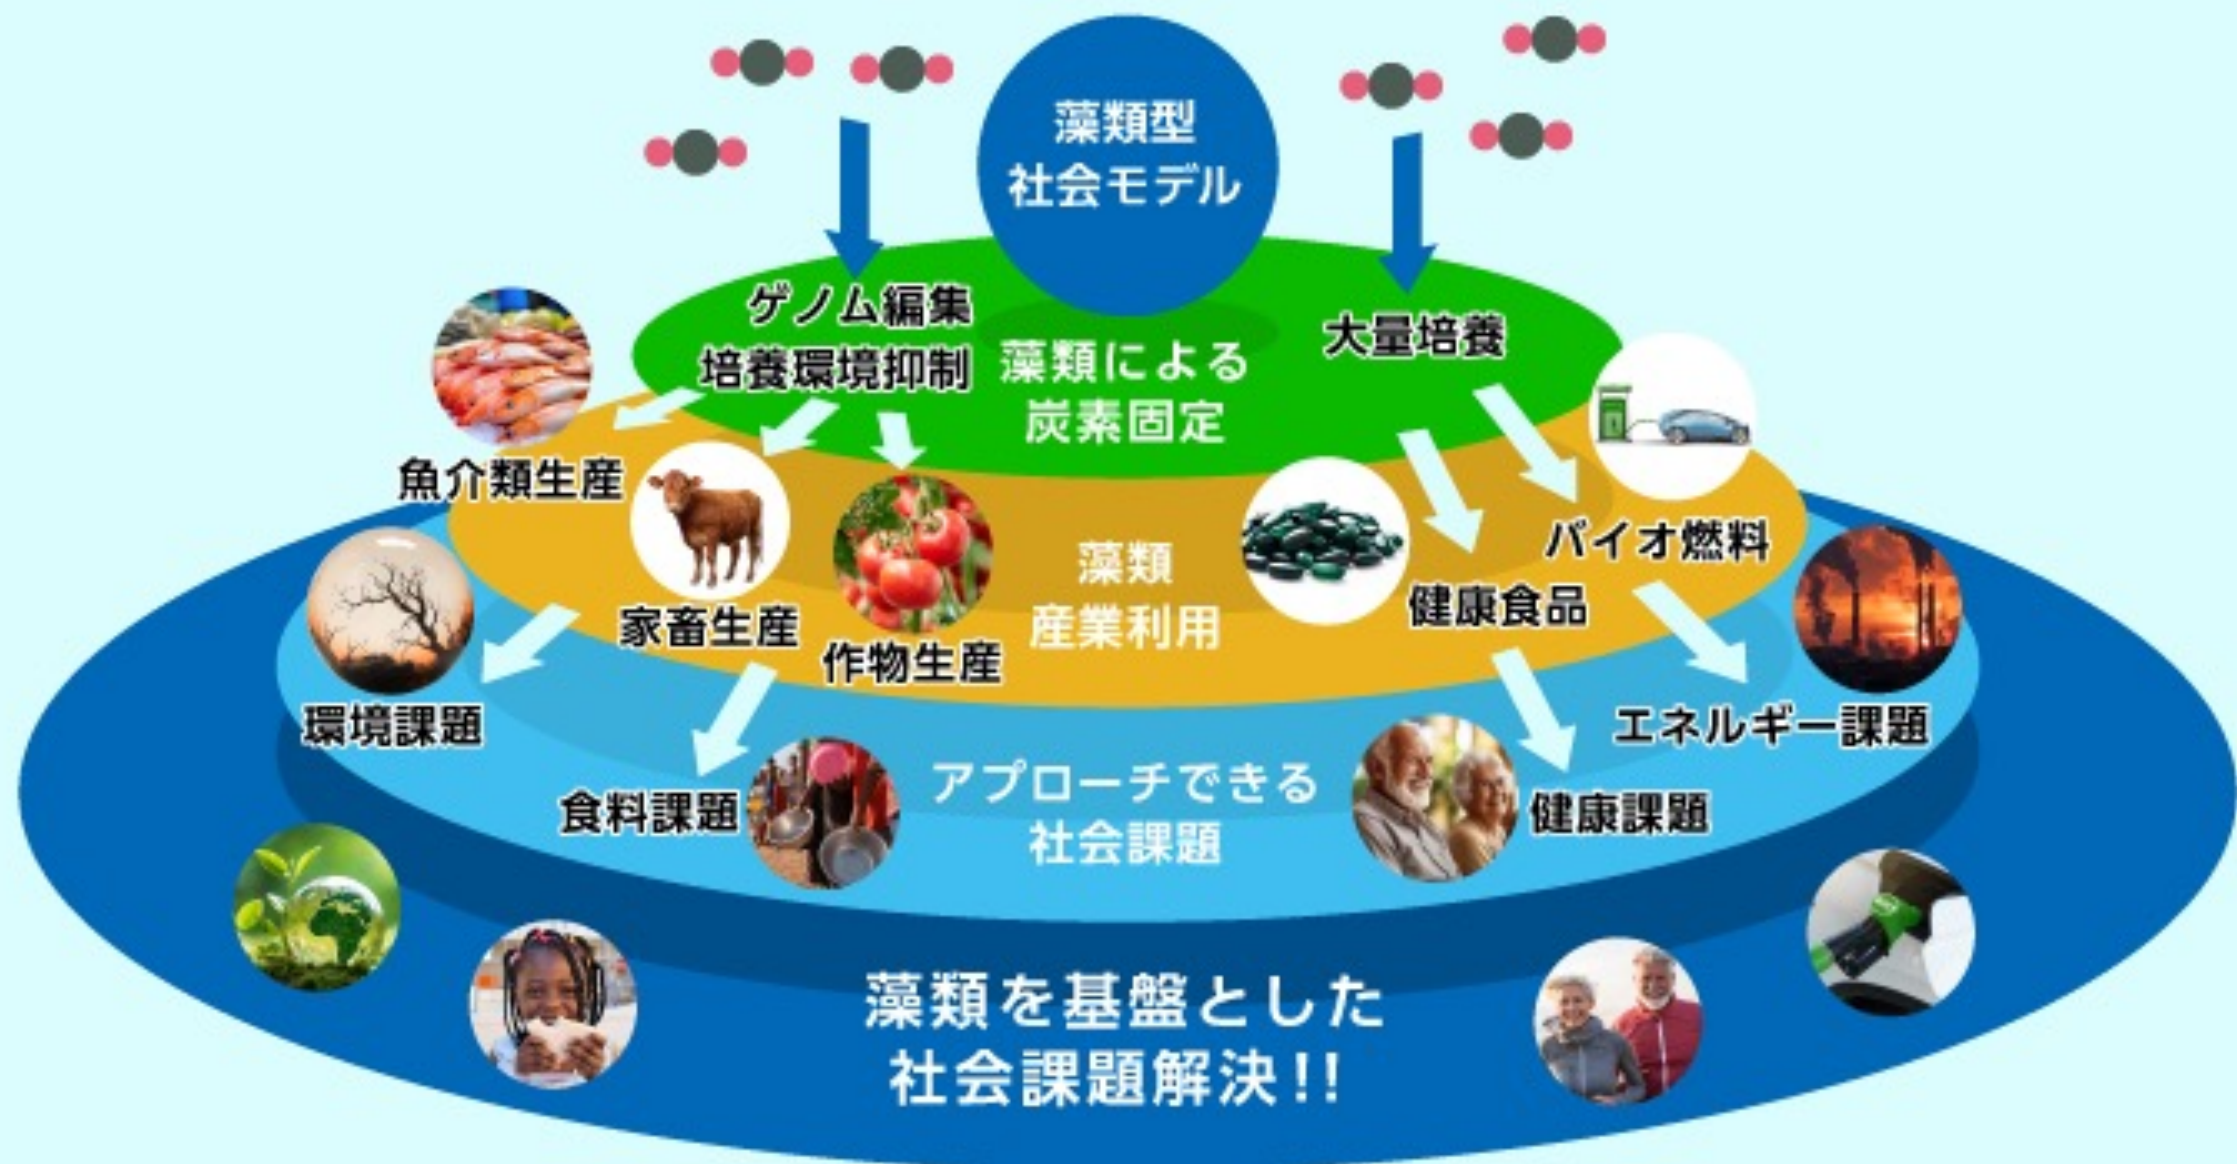 藻類型
社会モデル
ゲノム編集
培養環境抑制
藻類による
炭素固定
大量培養
魚介類生産
家畜生産
作物生産
藻類
産業利用
健康食品
バイオ燃料
環境課題
食料課題
アプローチできる
社会課題
健康課題
エネルギー課題
藻類を基盤とした
社会課題解決!!